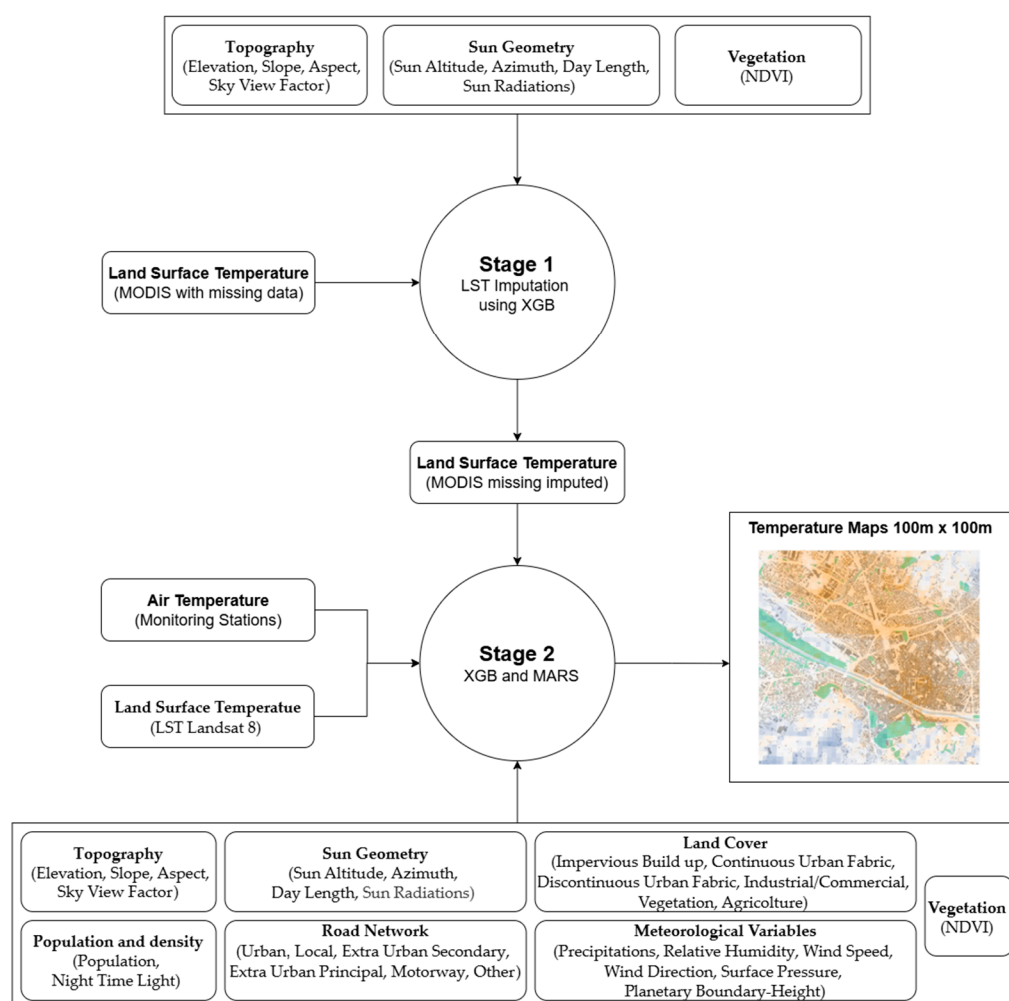 Topography
(Elevation, Slope, Aspect,
Sky View Factor)
Sun Geometry
(Sun Altitude, Azimuth, Day Length,
Sun Radiations)
Vegetation
(NDVI)
Land Surface Temperature
(MODIS with missing data)
Stage 1
LST Imputation
using XGB
Land Surface Temperature
(MODIS missing imputed)
Temperature Maps 100m x 100m
Air Temperature
(Monitoring Stations)
Stage 2
XGB and MARS
Land Surface Temperatue
(LST Landsat 8)
Topography
(Elevation, Slope, Aspect,
Sky View Factor)
Sun Geometry
(Sun Altitude, Azimuth,
Day Length, Sun Radiations)
Land Cover
(Impervious Build up, Continuous Urban Fabric,
Discontinuous Urban Fabric, Industrial/Commercial,
Vegetation, Agricolture)
Vegetation
(NDVI)
Population and density
(Population,
Night Time Light)
Road Network
(Urban, Local, Extra Urban Secondary,
Extra Urban Principal, Motorway, Other)
Meteorological Variables
(Precipitations, Relative Humidity, Wind Speed,
Wind Direction, Surface Pressure,
Planetary Boundary-Height)